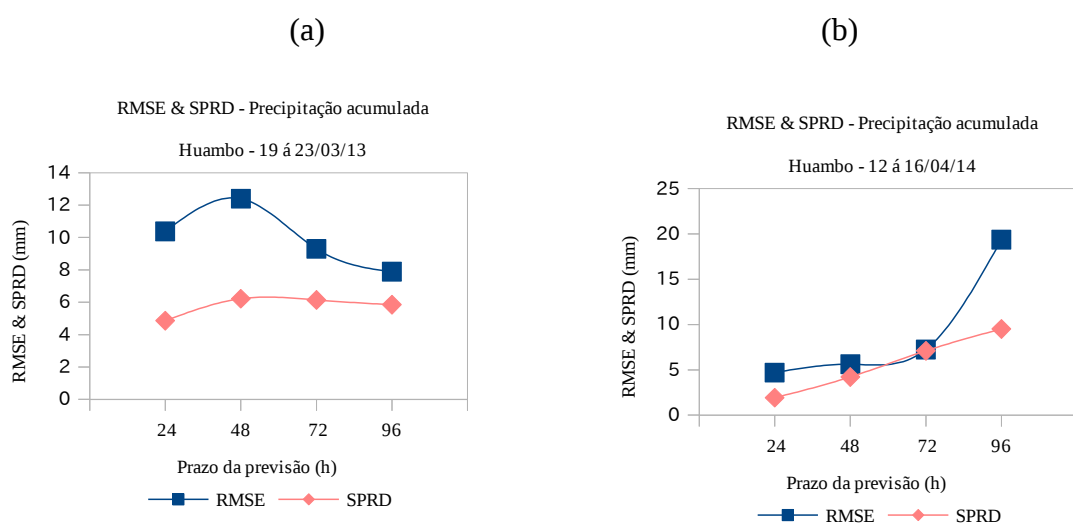 (a)
RMSE & SPRD - Precipitação acumulada
Huambo - 19 á 23/03/13
14
12
10
8
6
4
2
0
RMSE & SPRD (mm)
24 48 72 96
Prazo da previsão (h)
RMSE SPRD
(b)
RMSE & SPRD - Precipitação acumulada
Huambo - 12 á 16/04/14
25
20
15
10
5
0
RMSE & SPRD (mm)
24 48 72 96
Prazo da previsão (h)
RMSE SPRD